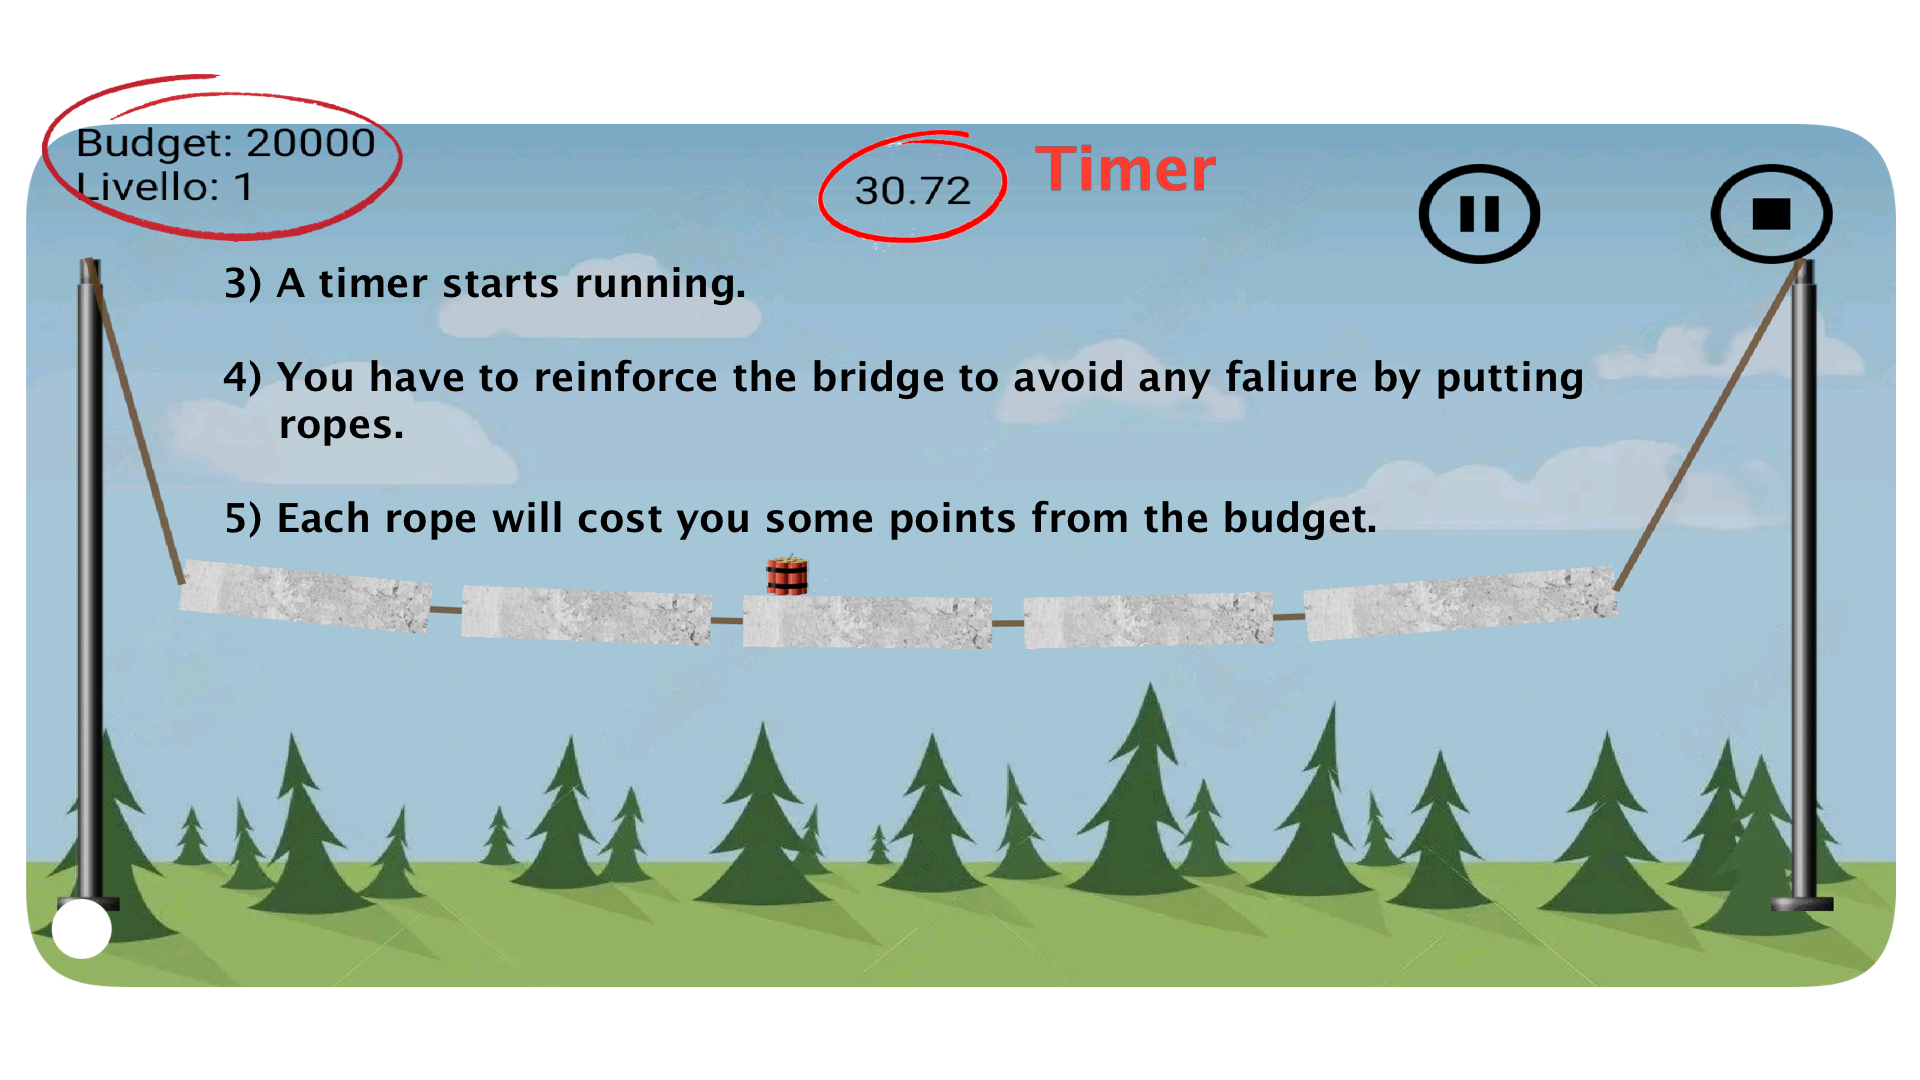 Budget: 20000
Livello: 1
30.72
Timer
3) A timer starts running.
4) You have to reinforce the bridge to avoid any faliure by putting
ropes.
5) Each rope will cost you some points from the budget.